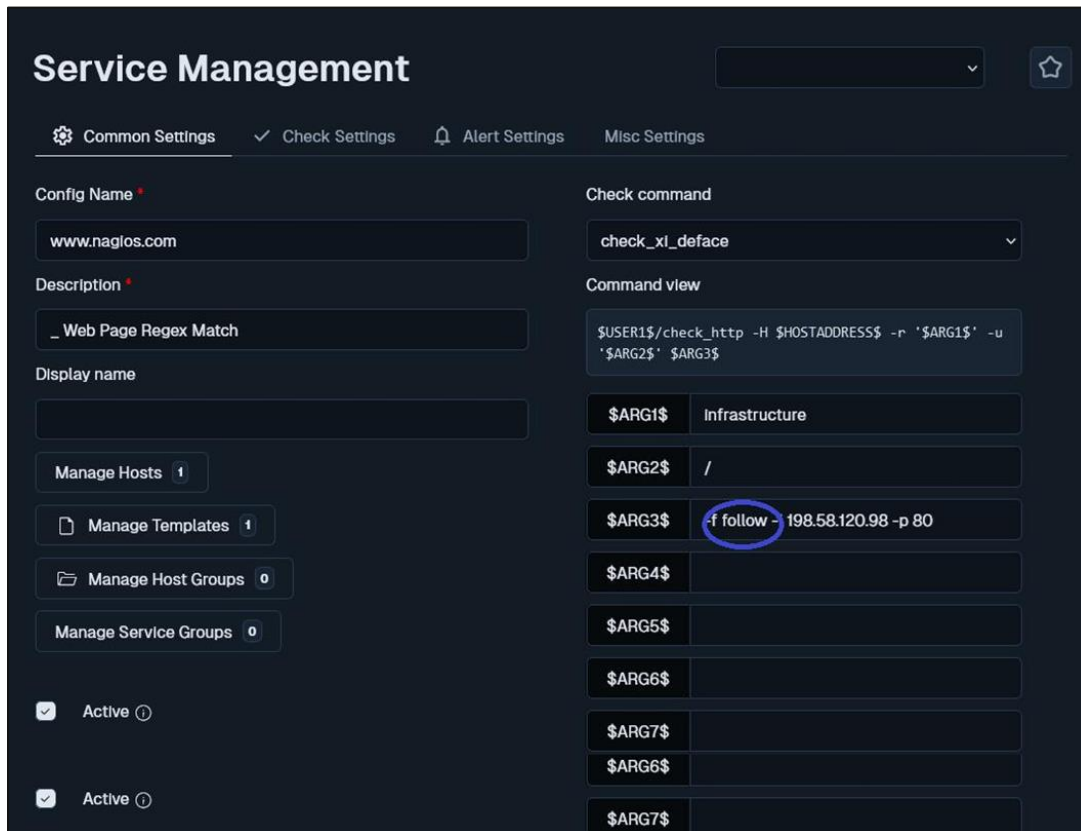 Service Management
Common Settings
Check Settings
Alert Settings
Misc Settings
Config Name *
www.nagios.com
Description *
_ Web Page Regex Match
Display name
Manage Hosts 1
Manage Templates 1
Manage Host Groups 0
Manage Service Groups 0
Active
Active
Check command
check_xi_deface
Command view
$USER1$/check_http -H $HOSTADDRESS$ -r '$ARG1$' -u
'$ARG2$' $ARG3$
$ARG1$ Infrastructure
$ARG2$ /
$ARG3$ -f follow - 198.58.120.98 -p 80
$ARG4$
$ARG5$
$ARG6$
$ARG7$
$ARG6$
$ARG7$